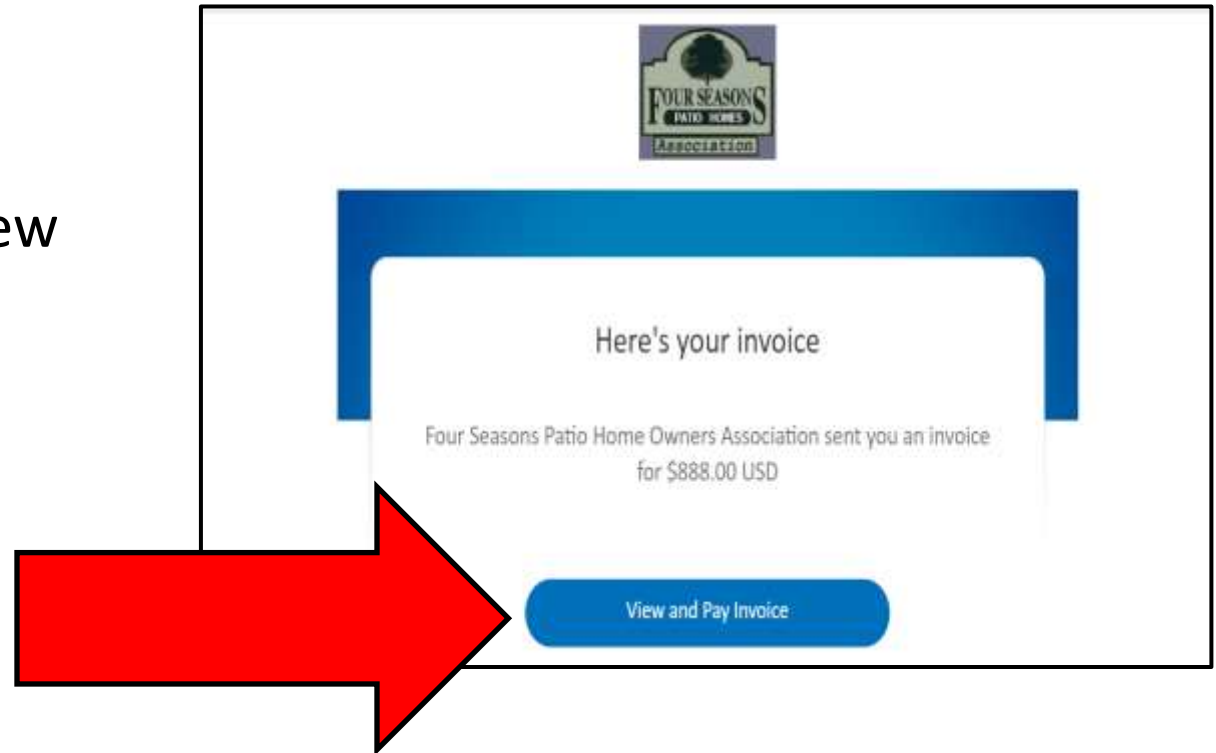 FOUR SEASONS
PATIO HOMES
Association
Here's your invoice
Four Seasons Patio Home Owners Association sent you an invoice
for $888.00 USD
View and Pay Invoice